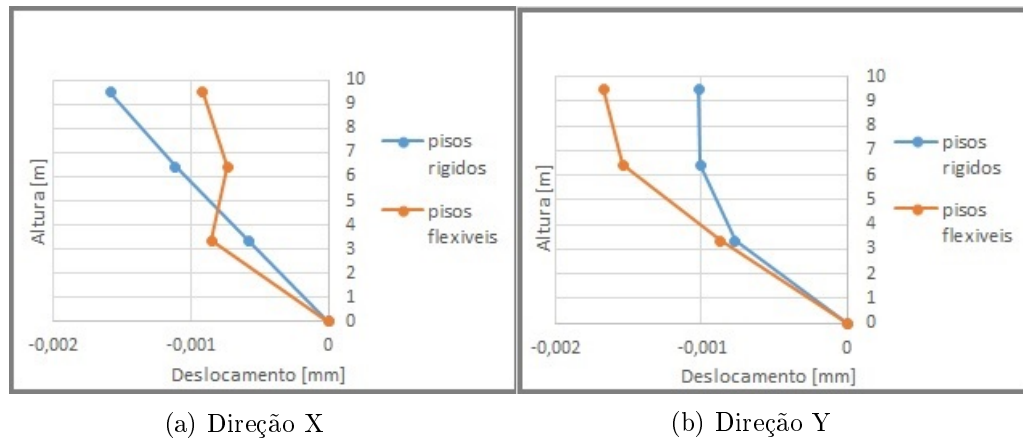 10
9
8
7
6
5
4
3
2
1
0
Altura [m]
-0,002
-0,001
0
Deslocamento [mm]
pisos
rigidos
pisos
flexiveis
(a) Direção X
10
9
8
7
6
5
4
3
2
1
0
Altura [m]
-0,002
-0,001
0
Deslocamento [mm]
pisos
rigidos
pisos
flexiveis
(b) Direção Y